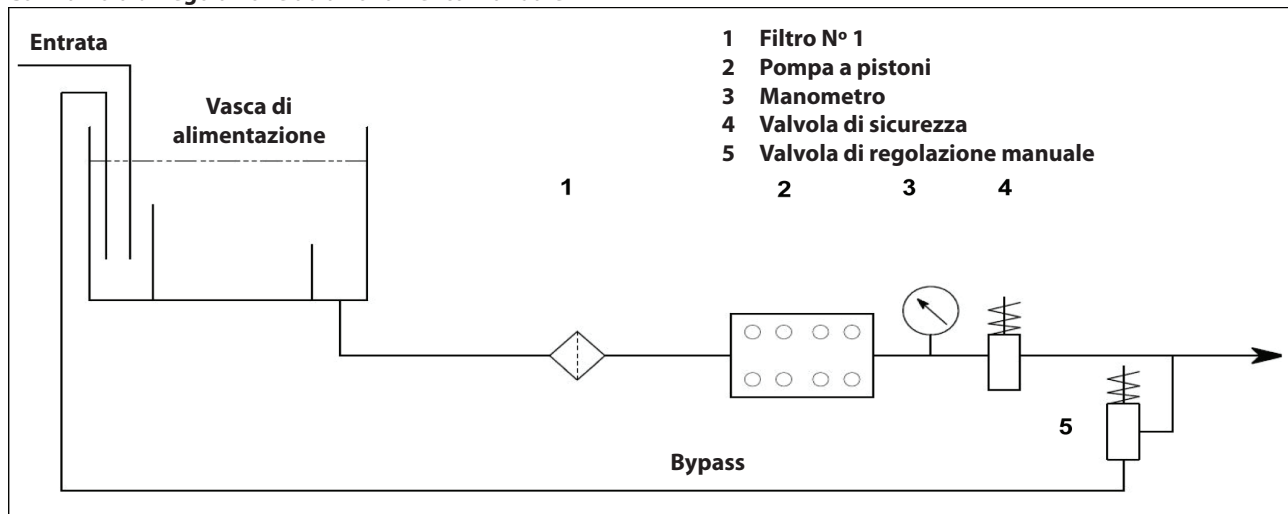 Entrata
Vasca di
alimentazione
1 Filtro Nº 1
2 Pompa a pistoni
3 Manometro
4 Valvola di sicurezza
5 Valvola di regolazione manuale
1
2
3
4
5
Bypass